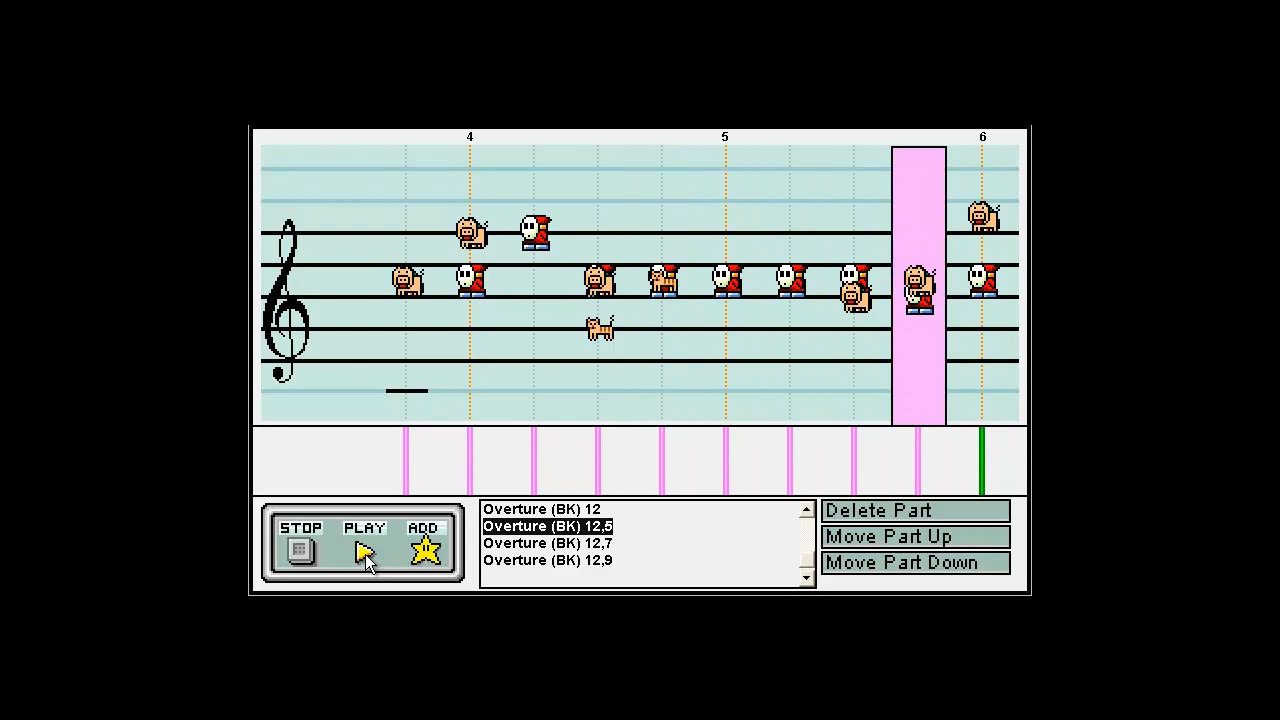 4 5 6
STOP PLAY ADD
Overture (BK) 12
Overture (BK) 12,5
Overture (BK) 12,7
Overture (BK) 12,9
Delete Part
Move Part Up
Move Part Down